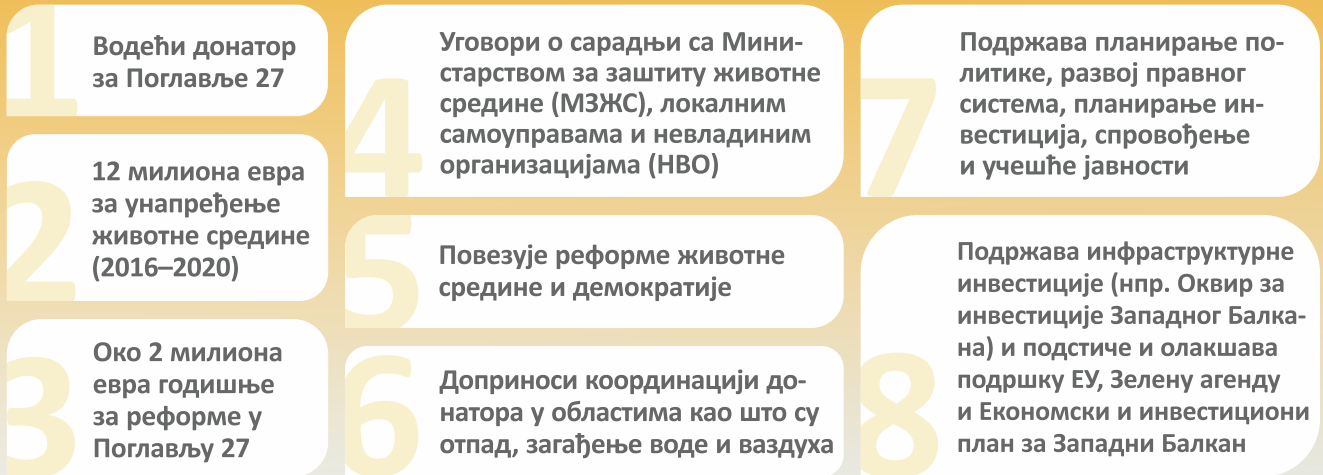 1
Водећи донатор
за Поглавље 27
2
12 милиона евра
за унапређење
животне средине
(2016–2020)
3
Око 2 милиона
евра годишње
за реформе у
Поглављу 27
4
Уговори о сарадњи са Мини-
старством за заштиту животне
средине (МЗЖС), локалним
самоуправама и невладиним
организацијама (НВО)
5
Повезује реформе животне
средине и демократије
6
Доприноси координацији до-
натора у областима као што су
отпад, загађење воде и ваздуха
7
Подржава планирање по-
литике, развој правног
система, планирање ин-
вестиција, спровођење
и учешће јавности
8
Подржава инфраструктурне
инвестиције (нпр. Оквир за
инвестиције Западног Балка-
на) и подстиче и олакшава
подршку ЕУ, Зелену агенду
и Економски и инвестициони
план за Западни Балкан